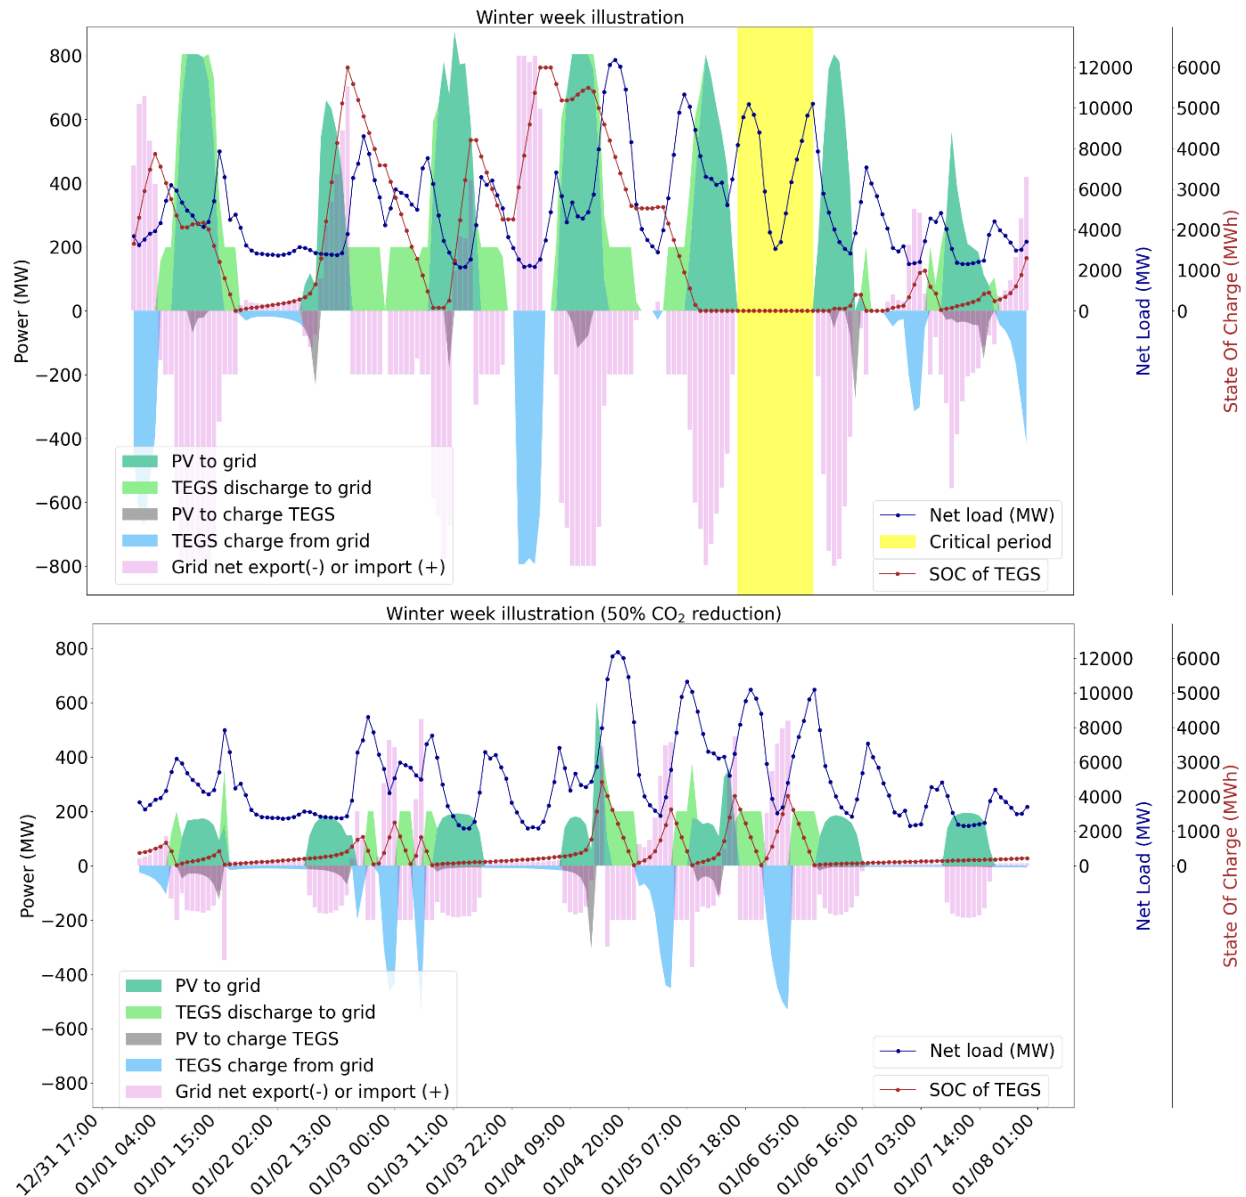 Winter week illustration
800
600
400
200
0
−200
−400
−600
−800
Power (MW)
12000
10000
8000
6000
4000
2000
0
Net Load (MW)
6000
5000
4000
3000
2000
1000
0
State Of Charge (MWh)
PV to grid
TEGS discharge to grid
PV to charge TEGS
TEGS charge from grid
Grid net export(-) or import (+)
Net load (MW)
Critical period
SOC of TEGS
Winter week illustration (50% CO₂ reduction)
800
600
400
200
0
−200
−400
−600
−800
Power (MW)
12000
10000
8000
6000
4000
2000
0
Net Load (MW)
6000
5000
4000
3000
2000
1000
0
State Of Charge (MWh)
PV to grid
TEGS discharge to grid
PV to charge TEGS
TEGS charge from grid
Grid net export(-) or import (+)
Net load (MW)
SOC of TEGS
12/31 17:00
01/01 04:00
01/01 15:00
01/02 02:00
01/02 13:00
01/03 00:00
01/03 11:00
01/03 22:00
01/04 09:00
01/04 20:00
01/05 07:00
01/05 18:00
01/06 05:00
01/06 16:00
01/07 03:00
01/07 14:00
01/08 01:00